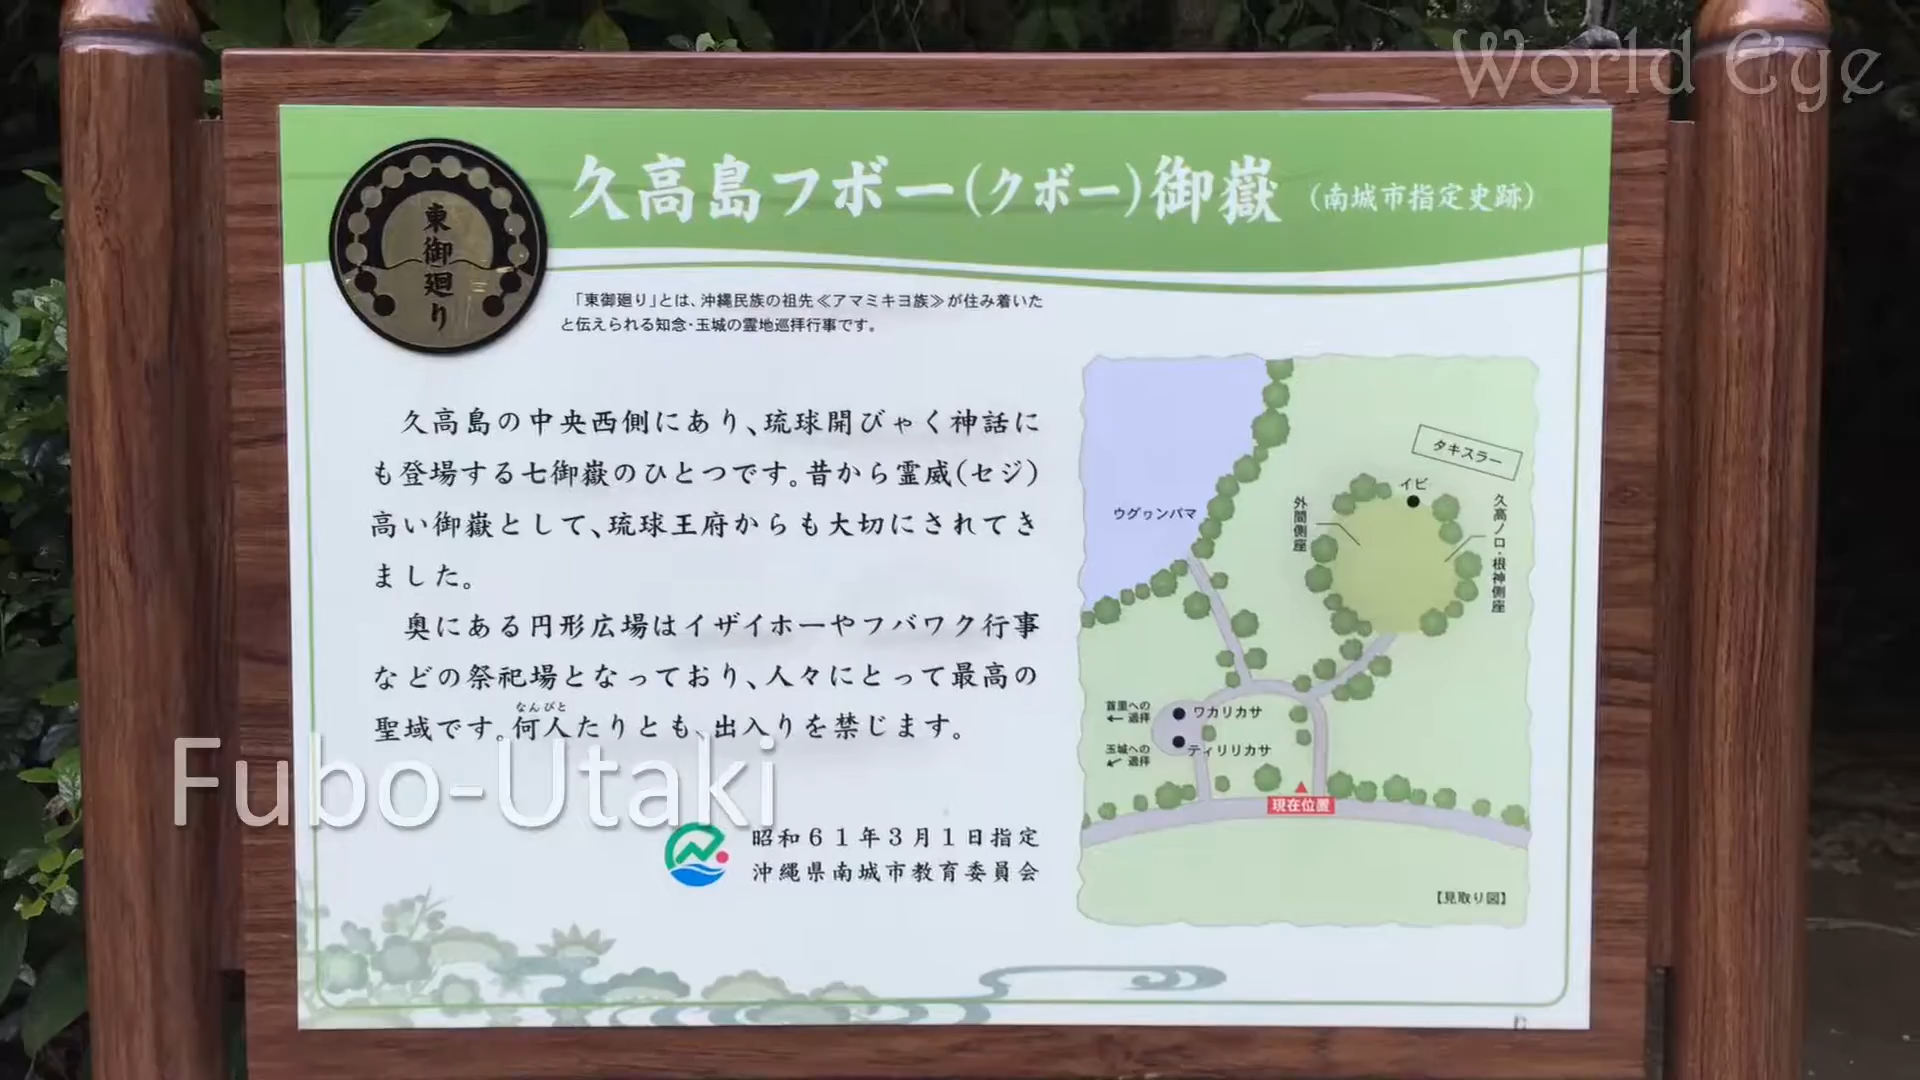 World Eye
東御廻り
久高島フボー(クボー)御嶽 (南城市指定史跡)
「東御廻り」とは、沖縄民族の祖先≪アマミキヨ族≫が住み着いた
と伝えられる知念・玉城の霊地巡拝行事です。
久高島の中央西側にあり、琉球開びゃく神話に
も登場する七御嶽のひとつです。昔から霊威(セジ)
高い御嶽として、琉球王府からも大切にされてき
ました。
奥にある円形広場はイザイホーやフバワク行事
などの祭祀場となっており、人々にとって最高の
なんびと
聖域です。何人たりとも、出入りを禁じます。
Fubo-Utaki
昭和61年3月1日指定
沖縄県南城市教育委員会
タキスラー
イビ
ウグヮンバマ
外間側座
久高ノロ・根神側座
首里への
遥拝
ワカリカサ
玉城への
遥拝
ティリリカサ
現在位置
【見取り図】